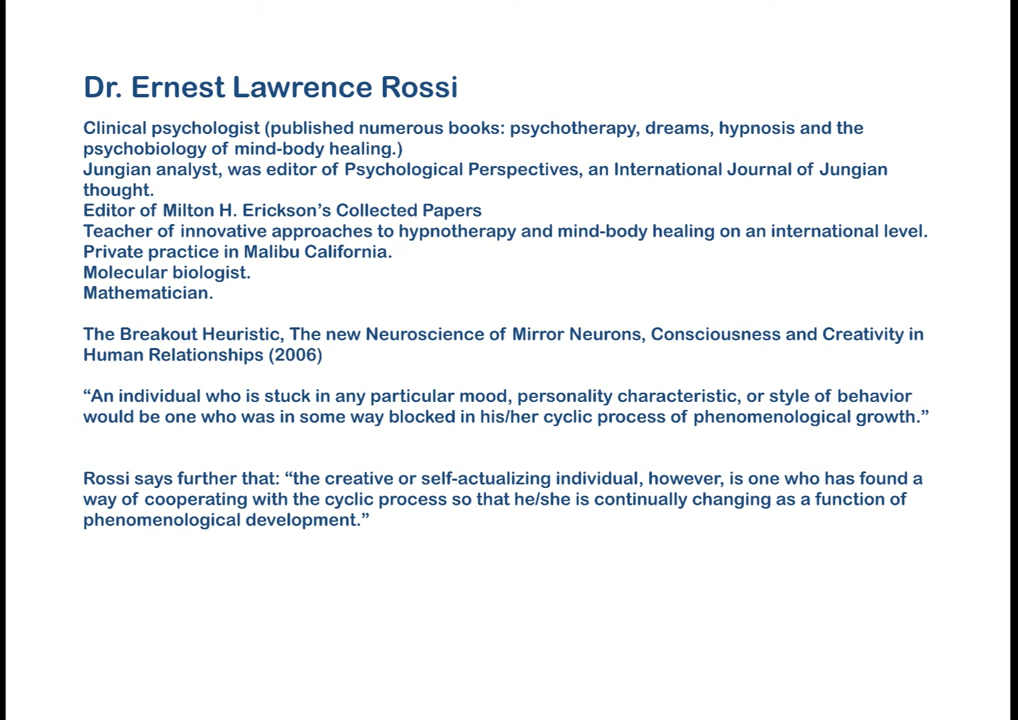 Dr. Ernest Lawrence Rossi
Clinical psychologist (published numerous books: psychotherapy, dreams, hypnosis and the
psychobiology of mind-body healing.)
Jungian analyst, was editor of Psychological Perspectives, an International Journal of Jungian
thought.
Editor of Milton H. Erickson’s Collected Papers
Teacher of innovative approaches to hypnotherapy and mind-body healing on an international level.
Private practice in Malibu California.
Molecular biologist.
Mathematician.
The Breakout Heuristic, The new Neuroscience of Mirror Neurons, Consciousness and Creativity in
Human Relationships (2006)
“An individual who is stuck in any particular mood, personality characteristic, or style of behavior
would be one who was in some way blocked in his/her cyclic process of phenomenological growth.”
Rossi says further that: “the creative or self-actualizing individual, however, is one who has found a
way of cooperating with the cyclic process so that he/she is continually changing as a function of
phenomenological development.”